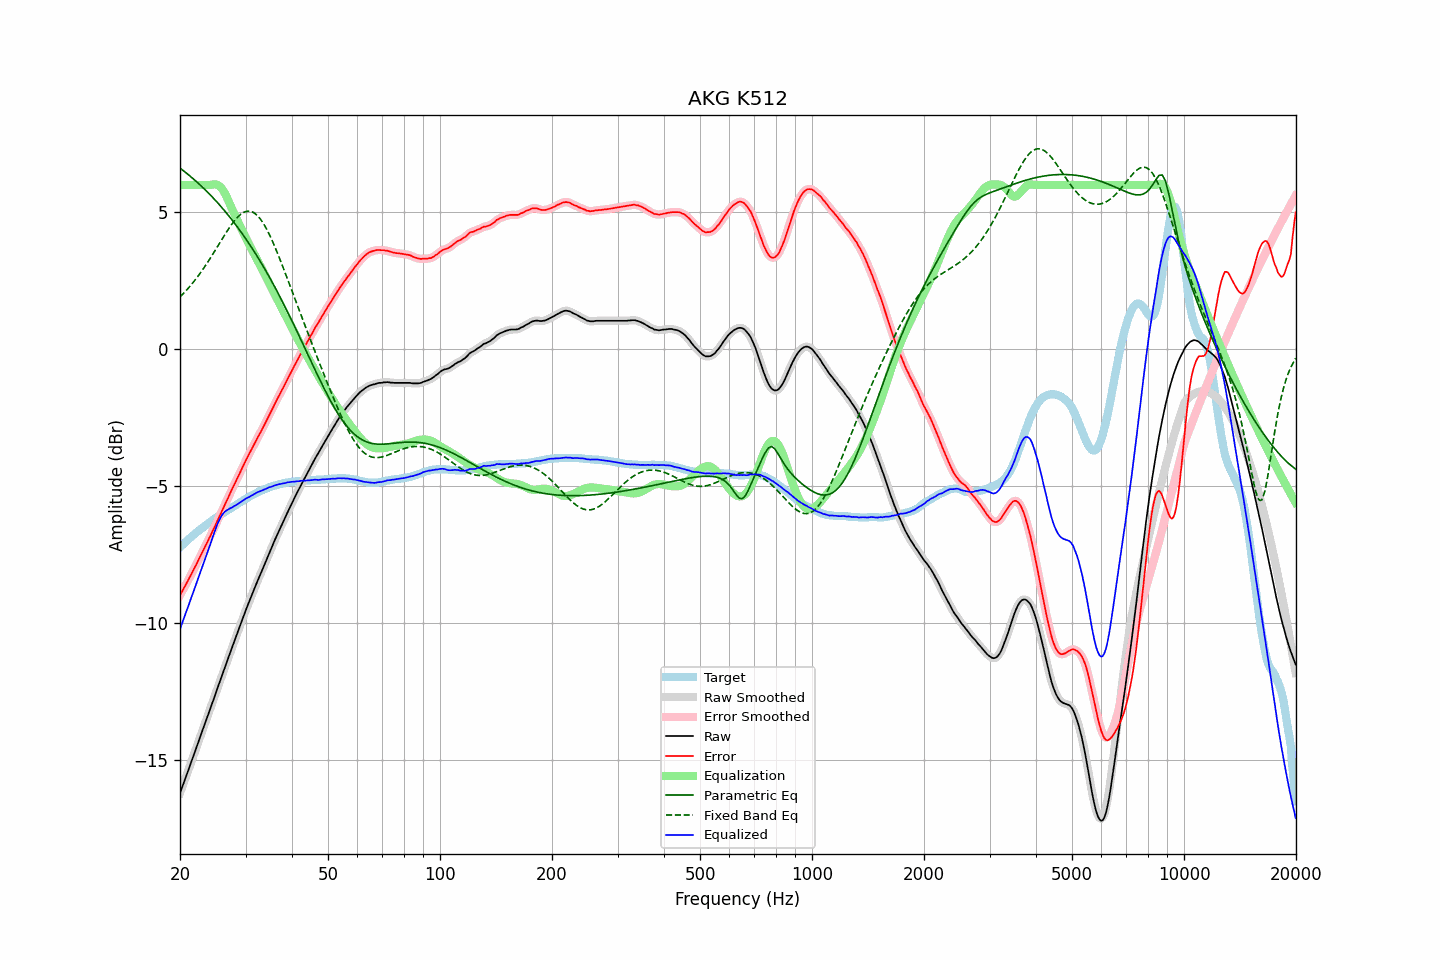 AKG K512
Amplitude (dBr)
5
0
−5
−10
−15
Target
Raw Smoothed
Error Smoothed
Raw
Error
Equalization
Parametric Eq
Fixed Band Eq
Equalized
20 50 100 200 500 1000 2000 5000 10000 20000
Frequency (Hz)